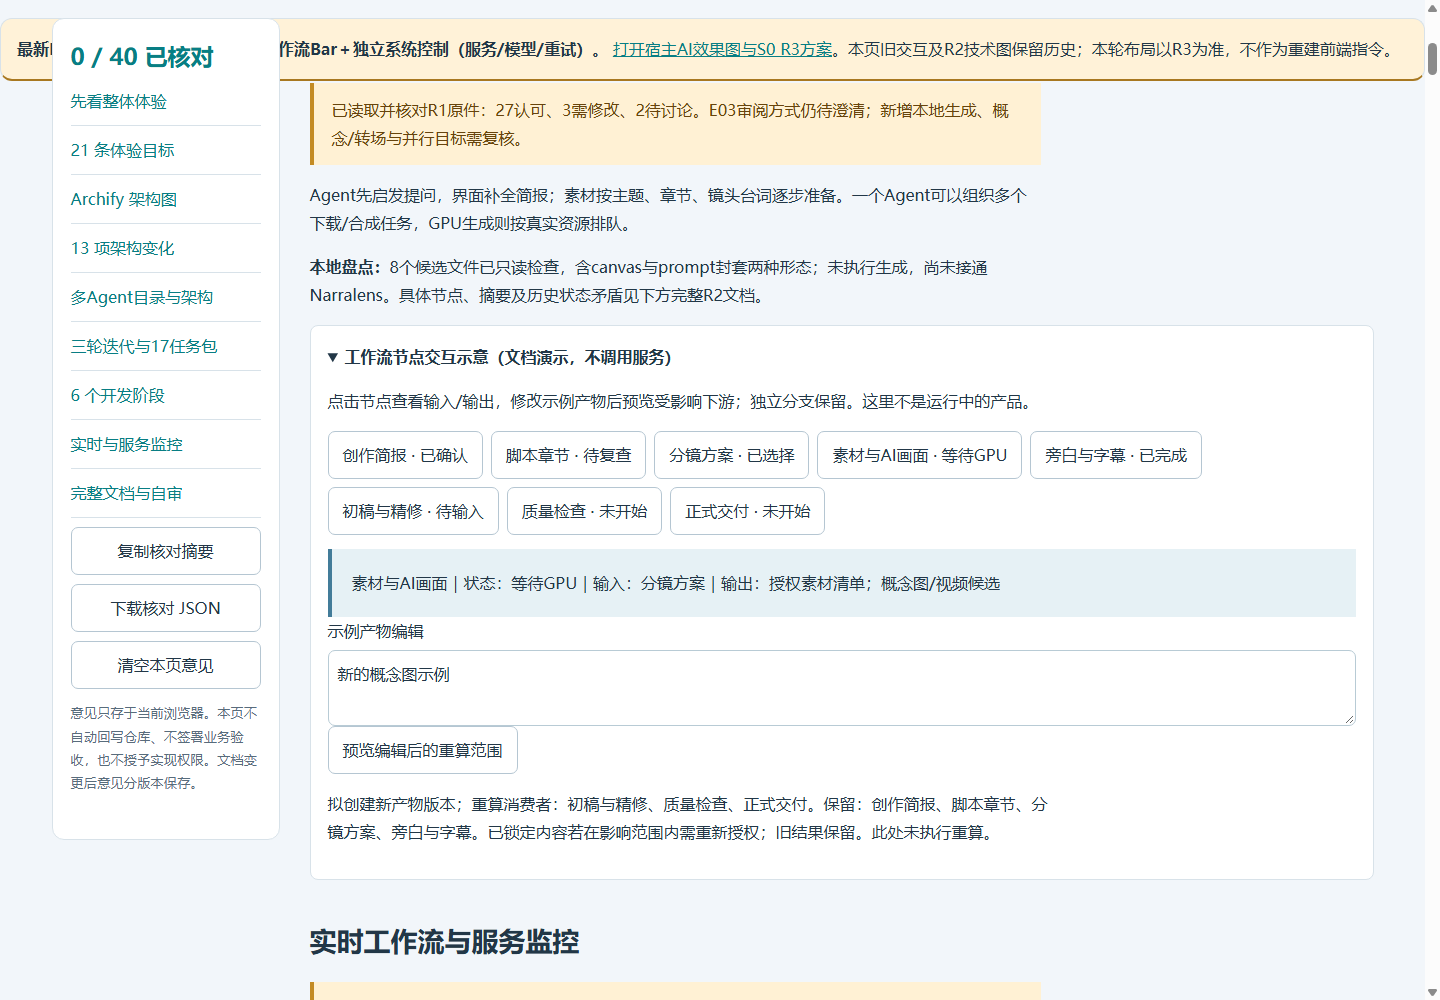 最新
作流Bar＋独立系统控制（服务/模型/重试）。打开宿主AI效果图与S0 R3方案。本页旧交互及R2技术图保留历史；本轮布局以R3为准，不作为重建前端指令。
0 / 40 已核对
先看整体体验
21 条体验目标
Archify 架构图
13 项架构变化
多Agent目录与架构
三轮迭代与17任务包
6 个开发阶段
实时与服务监控
完整文档与自审
复制核对摘要
下载核对 JSON
清空本页意见
意见只存于当前浏览器。本页不
自动回写仓库、不签署业务验
收，也不授予实现权限。文档变
更后意见分版本保存。
已读取并核对R1原件：27认可、3需修改、2待讨论。E03审阅方式仍待澄清；新增本地生成、概
念/转场与并行目标需复核。
Agent先启发提问，界面补全简报；素材按主题、章节、镜头台词逐步准备。一个Agent可以组织多个
下载/合成任务，GPU生成则按真实资源排队。
本地盘点：8个候选文件已只读检查，含canvas与prompt封套两种形态；未执行生成，尚未接通
Narralens。具体节点、摘要及历史状态矛盾见下方完整R2文档。
▼ 工作流节点交互示意（文档演示，不调用服务）
点击节点查看输入/输出，修改示例产物后预览受影响下游；独立分支保留。这里不是运行中的产品。
创作简报 · 已确认
脚本章节 · 待复查
分镜方案 · 已选择
素材与AI画面 · 等待GPU
旁白与字幕 · 已完成
初稿与精修 · 待输入
质量检查 · 未开始
正式交付 · 未开始
素材与AI画面｜状态：等待GPU｜输入：分镜方案｜输出：授权素材清单；概念图/视频候选
示例产物编辑
新的概念图示例
预览编辑后的重算范围
拟创建新产物版本；重算消费者：初稿与精修、质量检查、正式交付。保留：创作简报、脚本章节、分
镜方案、旁白与字幕。已锁定内容若在影响范围内需重新授权；旧结果保留。此处未执行重算。
实时工作流与服务监控